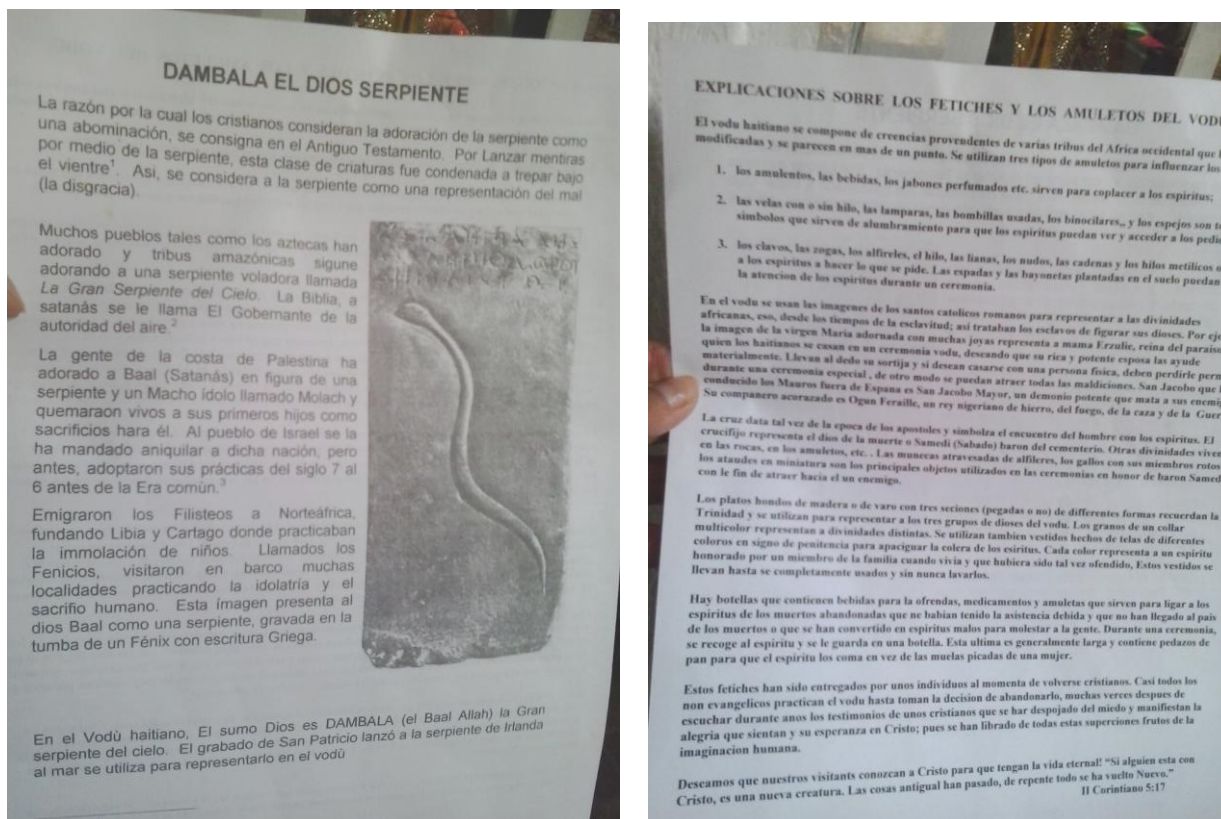 DAMBALA EL DIOS SERPIENTE
La razón por la cual los cristianos consideran la adoración de la serpiente como
una abominación, se consigna en el Antiguo Testamento. Por Lanzar mentiras
por medio de la serpiente, esta clase de criaturas fue condenada a trepar bajo
el vientre¹. Así, se considera a la serpiente como una representación del mal
(la disgracia).
Muchos pueblos tales como los aztecas han
adorado y tribus amazónicas sigune
adorando a una serpiente voladora llamada
La Gran Serpiente del Cielo. La Biblia, a
satanás se le llama El Gobernante de la
autoridad del aire.²
La gente de la costa de Palestina ha
adorado a Baal (Satanás) en figura de una
serpiente y un Macho ídolo llamado Molach y
quemaraon vivos a sus primeros hijos como
sacrificios hara él. Al pueblo de Israel se la
ha mandado aniquilar a dicha nación, pero
antes, adoptaron sus prácticas del siglo 7 al
6 antes de la Era común.³
Emigraron los Filisteos a Norteáfrica,
fundando Libia y Cartago donde practicaban
la immolación de niños. Llamados los
Fenicios, visitaron en barco muchas
localidades practicando la idolatría y el
sacrifio humano. Esta ímagen presenta al
dios Baal como una serpiente, gravada en la
tumba de un Fénix con escritura Griega.
En el Vodù haitiano, El sumo Dios es DAMBALA (el Baal Allah) la Gran
serpiente del cielo. El grabado de San Patricio lanzó a la serpiente de Irlanda
al mar se utiliza para representarlo en el vodù
EXPLICACIONES SOBRE LOS FETICHES Y LOS AMULETOS DEL
El vodu haitiano se compone de creencias provendentes de varias tribus del Africa occidental que
modificadas y se parecen en mas de un punto. Se utilizan tres tipos de amuletos para influenzar los
1. los amulentos, las bebidas, los jabones perfumados etc. sirven para coplacer a los espiritus;
2. las velas con o sin hilo, las lamparas, las bombillas usadas, los binocilares,, y los espejos son
simbolos que sirven de alumbramiento para que los espiritus puedan ver y acceder a los
3. los clavos, las zogas, los alfireles, el hilo, las lianas, los nudos, las cadenas y los hilos metilicos
a los espiritus a hacer lo que se pide. Las espadas y las bayonetas plantadas en el suelo puedan
la atencion de los espiritus durante un ceremonia.
En el vodu se usan las imagenes de los santos catolicos romanos para representar a las divinidades
africanas, eso, desde los tiempos de la esclavitud; asi trataban los esclavos de figurar sus dioses. Por
la imagen de la virgen Maria adornada con muchas joyas representa a mama Erzulie, reina del paraiso
quien los haitianos se casan en un ceremonia vodu, deseando que su rica y potente esposa las ayude
materialmente. Llevan al dedo su sortija y si desean casarse con una persona fisica, deben perdirle
durante una ceremonia especial , de otro modo se puedan atraer todas las maldiciones. San Jacobo que
conducido los Mauros fuera de Espana es San Jacobo Mayor, un demonio potente que mata a sus
Su companero acorazado es Ogun Feraille, un rey nigeriano de hierro, del fuego, de la caza y de la
La cruz data tal vez de la epoca de los apostoles y simbolza el encuentro del hombre con los espiritus. El
crucifijo representa el dios de la muerte o Samedi (Sabado) baron del cementerio. Otras divinidades viven
en las rocas, en los amuletos, etc. . Las munecas atravesadas de alfileres, los gallos con sus miembros rotos
los ataudes en miniatura son los principales objetos utilizados en las ceremonias en honor de baron
con le fin de atraer hacia el un enemigo.
Los platos hondos de madera o de varo con tres seciones (pegadas o no) de diferentes formas recuerdan la
Trinidad y se utilizan para representar a los tres grupos de dioses del vodu. Los granos de un collar
multicolor representan a divinidades distintas. Se utilizan tambien vestidos hechos de telas de diferentes
coloros en signo de penitencia para apaciguar la colera de los esiritus. Cada color representa a un espiritu
honorado por un miembro de la familia cuando vivia y que hubiera sido tal vez ofendido, Estos vestidos se
llevan hasta se completamente usados y sin nunca lavarlos.
Hay botellas que contienen bebidas para la ofrendas, medicamentos y amuletas que sirven para ligar a los
espiritus de los muertos abandonadas que ne habian tenido la asistencia debida y que no han llegado al pais
de los muertos o que se han convertido en espiritus malos para molestar a la gente. Durante una ceremonia,
se recoge al espiritu y se le guarda en una botella. Esta ultima es generalmente larga y contiene pedazos de
pan para que el espiritu los coma en vez de las muelas picadas de una mujer.
Estos fetiches han sido entregados por unos individuos al momenta de volverse cristianos. Casi todos los
non evangelicos practican el vodu hasta toman la decision de abandonarlo, muchas verces despues de
escuchar durante anos los testimonios de unos cristianos que se har despojado del miedo y manifiestan la
alegria que sientan y su esperanza en Cristo; pues se han librado de todas estas superciones frutos de la
imaginacion humana.
Deseamos que nuestros visitants conozcan a Cristo para que tengan la vida eternal! “Si alguien esta con
Cristo, es una nueva creatura. Las cosas antigual han pasado, de repente todo se ha vuelto Nuevo.”
II Corintiano 5:17